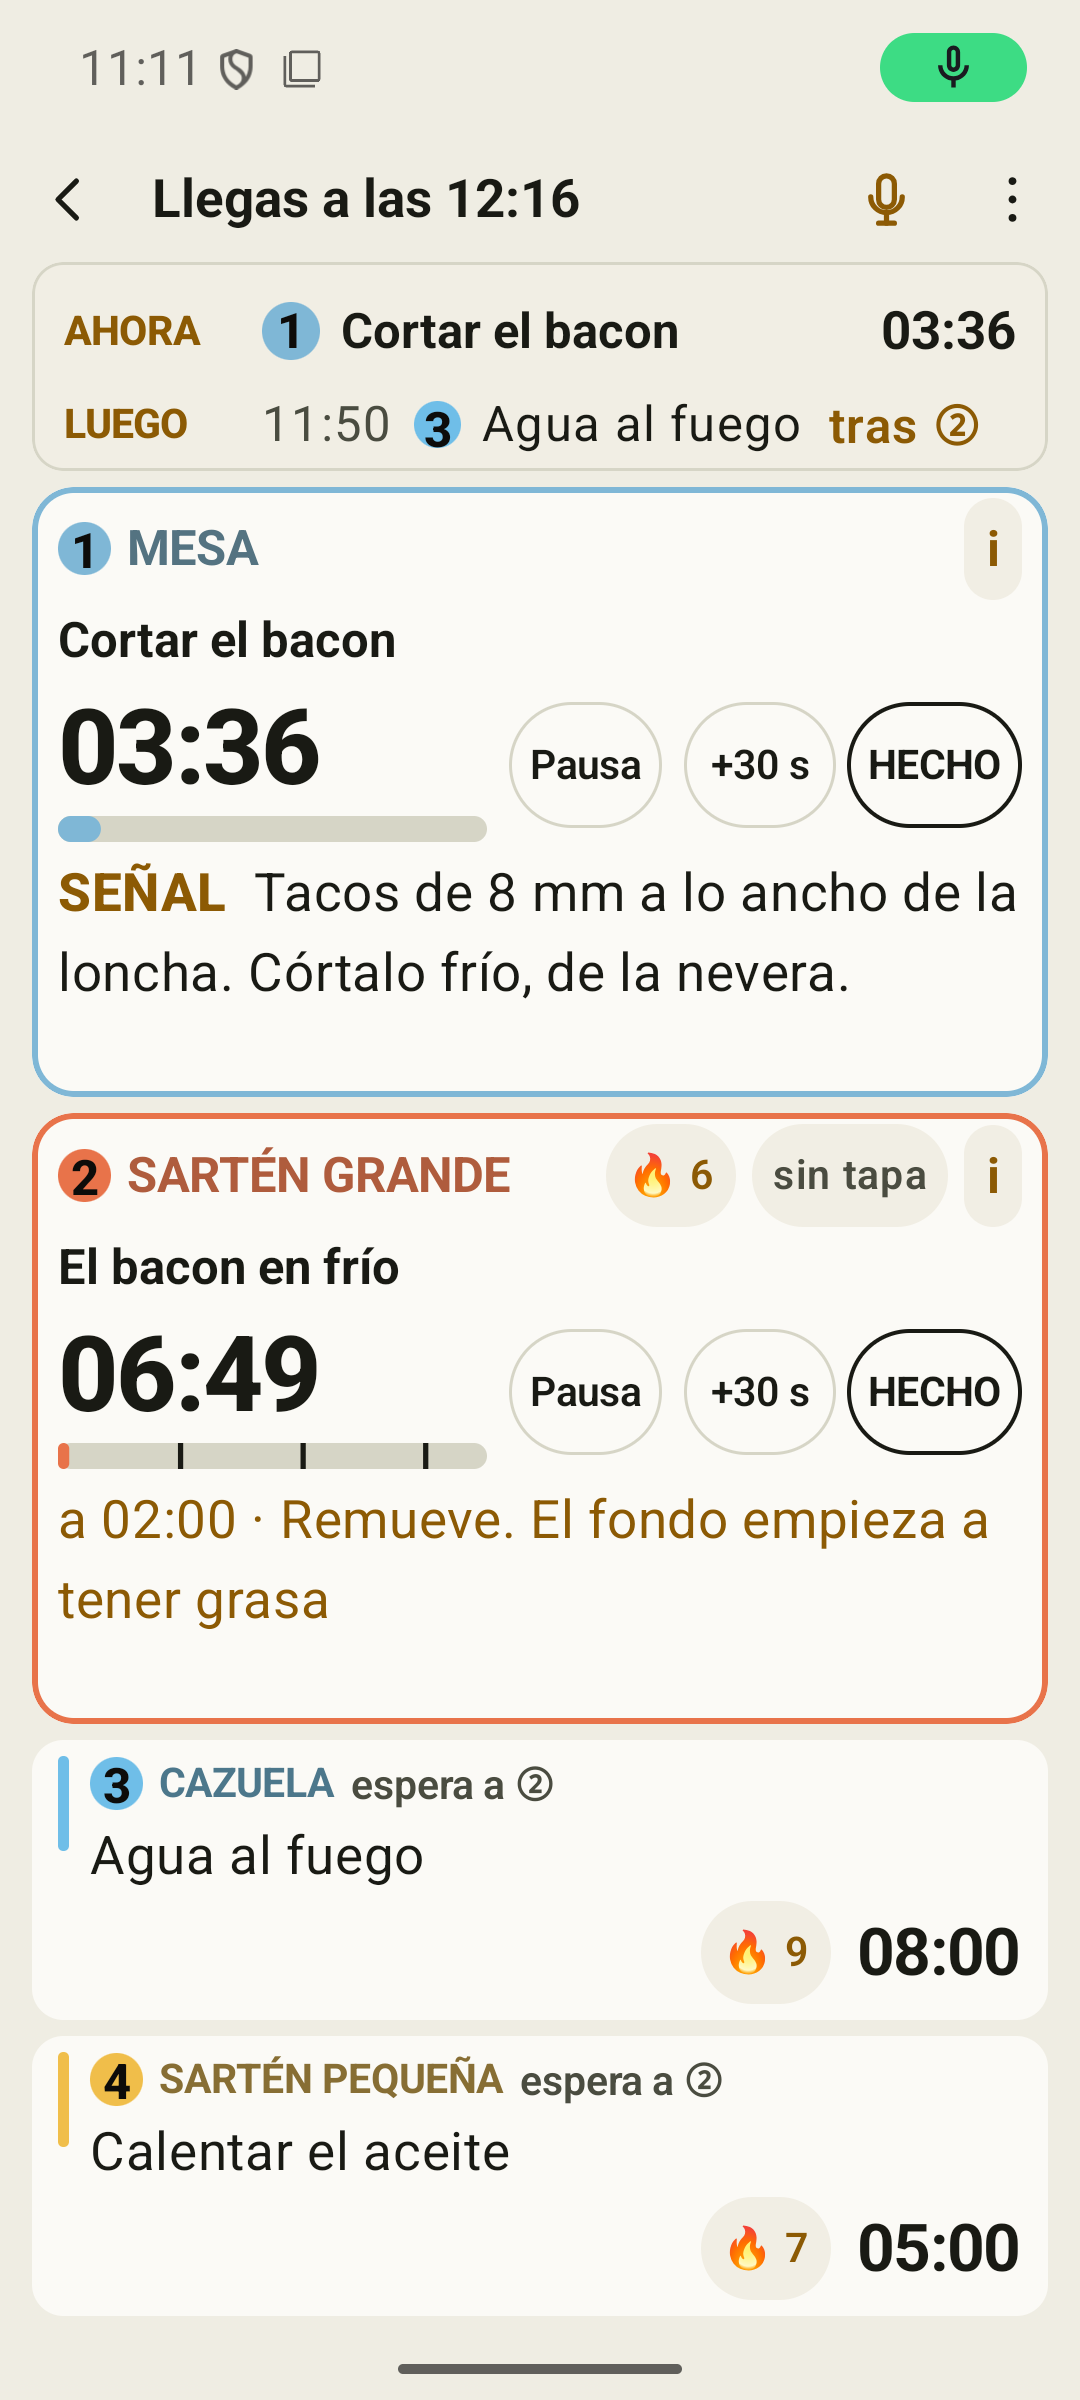 11:11
Llegas a las 12:16
AHORA 1 Cortar el bacon 03:36
LUEGO 11:50 3 Agua al fuego tras ②
1 MESA i
Cortar el bacon
03:36 Pausa +30 s HECHO
SEÑAL Tacos de 8 mm a lo ancho de la
loncha. Córtalo frío, de la nevera.
2 SARTÉN GRANDE 🔥 6 sin tapa i
El bacon en frío
06:49 Pausa +30 s HECHO
a 02:00 · Remueve. El fondo empieza a
tener grasa
3 CAZUELA espera a ②
Agua al fuego
🔥 9 08:00
4 SARTÉN PEQUEÑA espera a ②
Calentar el aceite
🔥 7 05:00